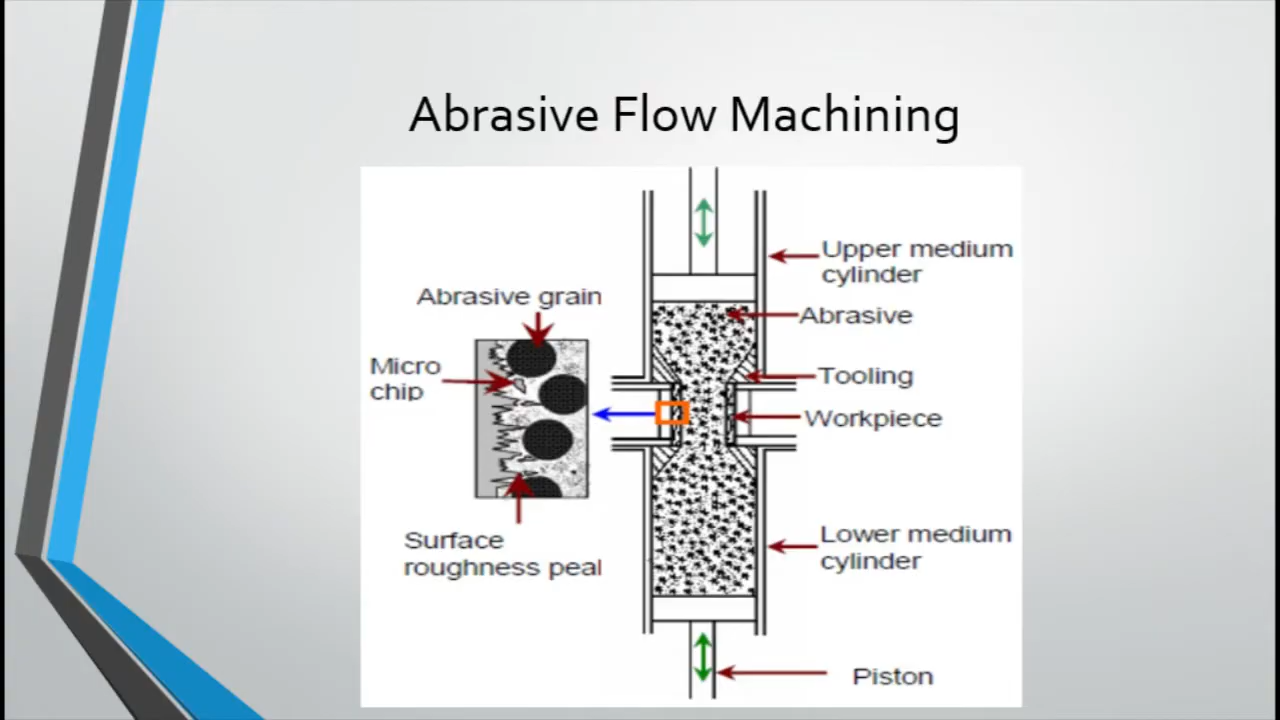 Abrasive Flow Machining
Upper medium
cylinder
Abrasive grain
Abrasive
Micro
chip
Tooling
Workpiece
Surface
roughness peal
Lower medium
cylinder
Piston